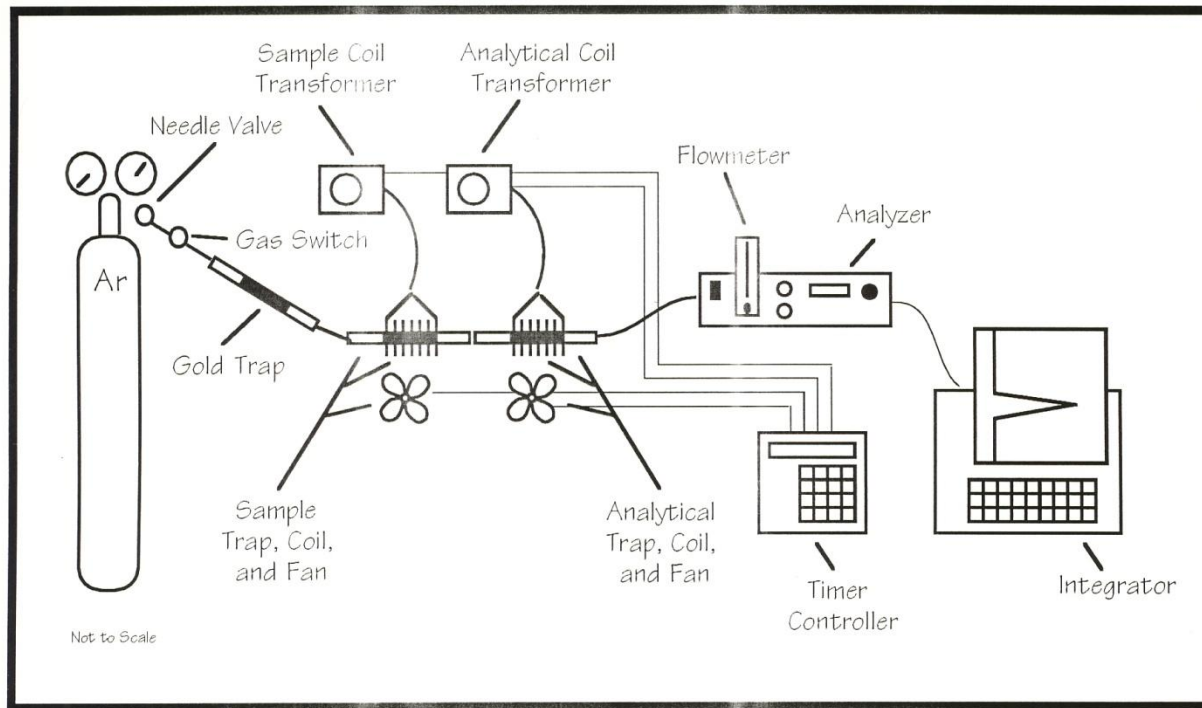 Sample Coil
Transformer
Analytical Coil
Transformer
Needle Valve
Flowmeter
Analyzer
Gas Switch
Ar
Gold Trap
Sample
Trap, Coil,
and Fan
Analytical
Trap, Coil,
and Fan
Timer
Controller
Integrator
Not to Scale